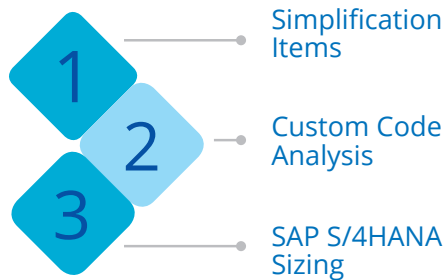 1
Simplification
Items
2
Custom Code
Analysis
3
SAP S/4HANA
Sizing